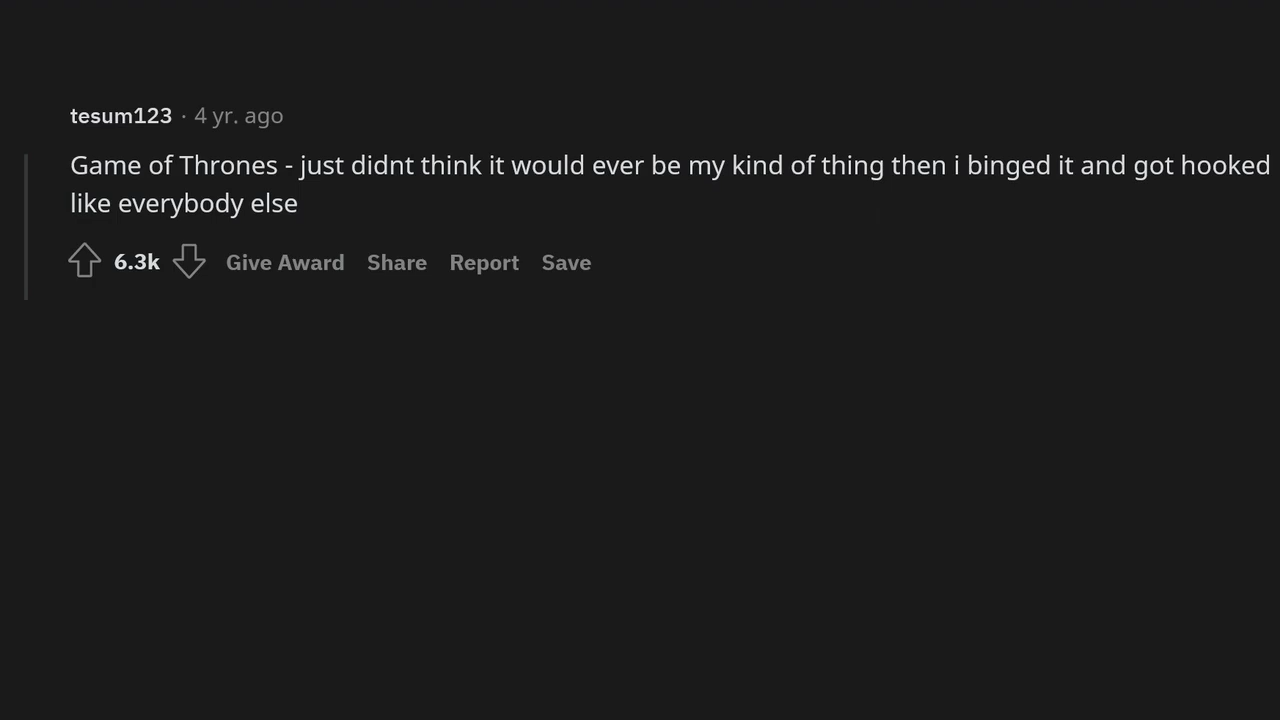 tesum123 · 4 yr. ago
Game of Thrones - just didnt think it would ever be my kind of thing then i binged it and got hooked
like everybody else
6.3k Give Award Share Report Save